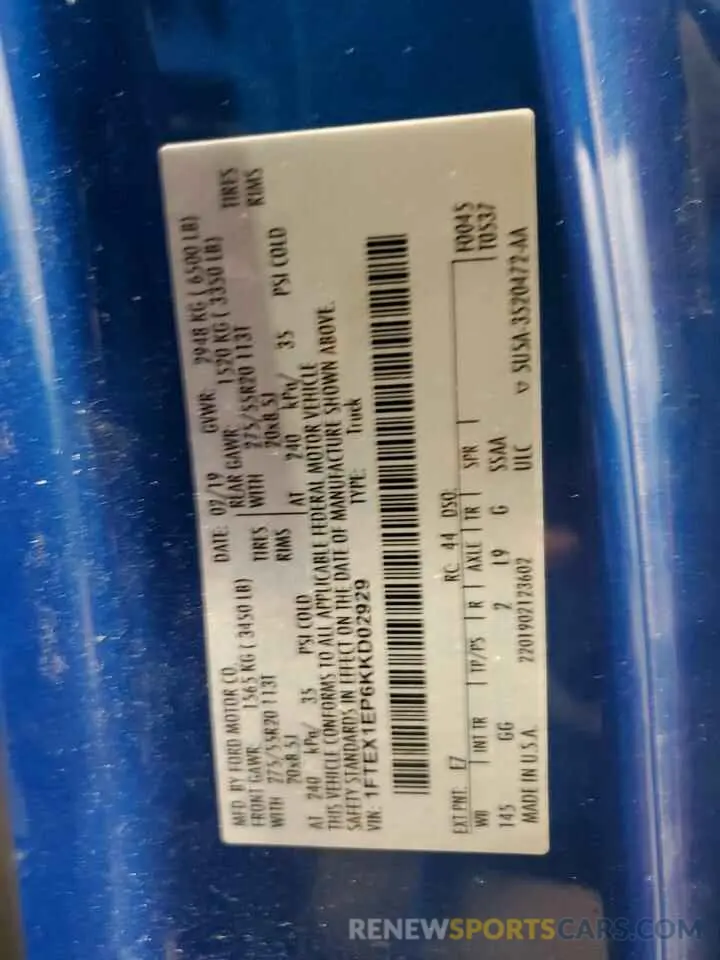 MFD. BY FORD MOTOR CO. DATE: 02/19 GVWR: 2948 KG ( 6500 LB)
FRONT GAWR: 1565 KG ( 3450 LB) REAR GAWR: 1520 KG ( 3350 LB)
WITH 275/55R20 113T TIRES WITH 275/55R20 113T TIRES
20x8.5J RIMS 20x8.5J RIMS
AT 240 kPa/ 35 PSI COLD AT 240 kPa/ 35 PSI COLD
THIS VEHICLE CONFORMS TO ALL APPLICABLE FEDERAL MOTOR VEHICLE
SAFETY STANDARDS IN EFFECT ON THE DATE OF MANUFACTURE SHOWN ABOVE.
VIN: 1FTEX1EP6KKD02929 TYPE: Truck
EXT PNT: E7 RC: 44 DSO: F0045
WB INT TR TP/PS R AXLE TR SPR T0537
145 GG 2 19 G SSAA
MADE IN U.S.A. 2201902123602 ULC ▽ 5U5A-3520472-AA
RENEWSPORTSCARS.COM